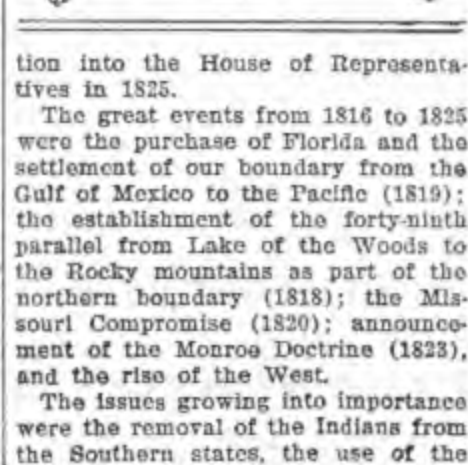 tion into the House of Representa-
tives in 1825.
The great events from 1816 to 1825
were the purchase of Florida and the
settlement of our boundary from the
Gulf of Mexico to the Pacific (1819);
the establishment of the forty-ninth
parallel from Lake of the Woods to
the Rocky mountains as part of the
northern boundary (1818); the Mis-
souri Compromise (1820); announce-
ment of the Monroe Doctrine (1823),
and the rise of the West.
The issues growing into importance
were the removal of the Indians from
the Southern states, the use of the